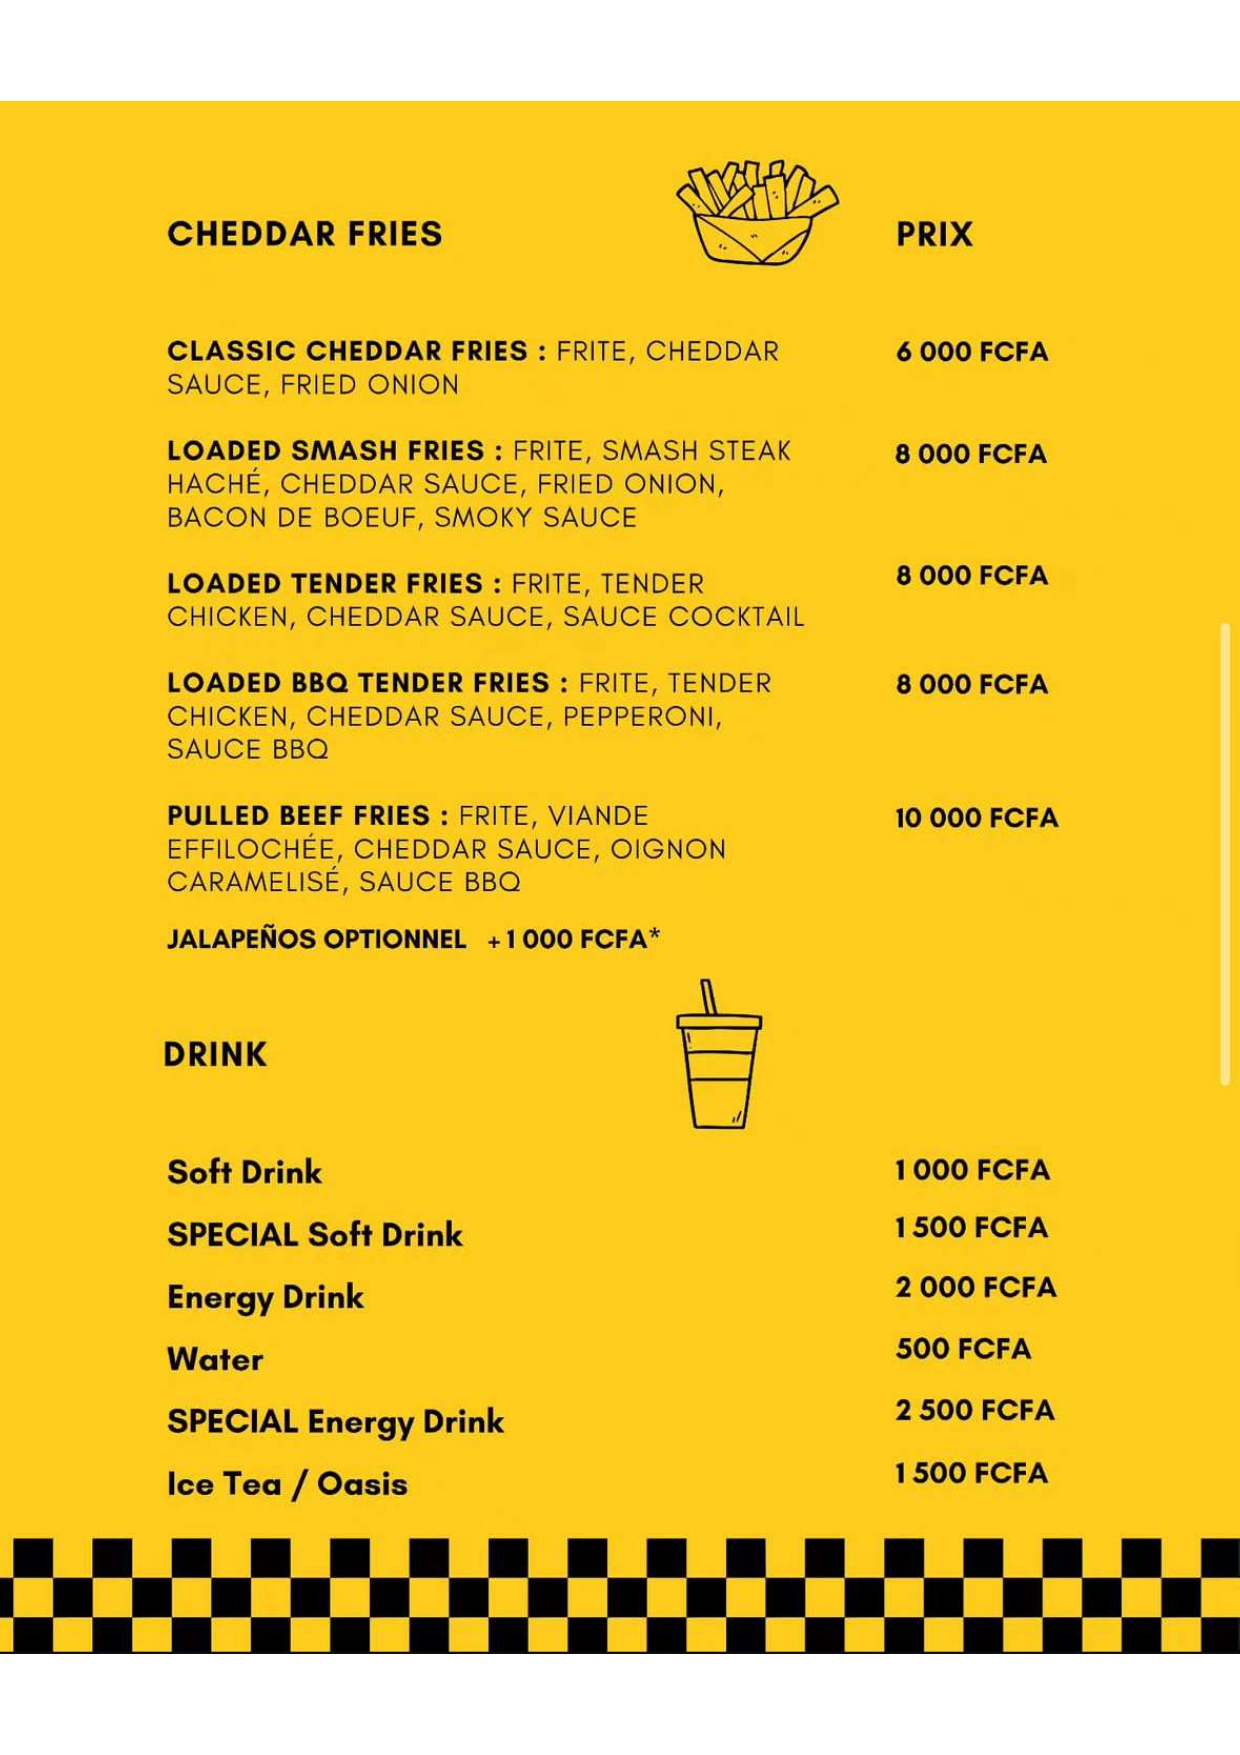 CHEDDAR FRIES PRIX
CLASSIC CHEDDAR FRIES : FRITE, CHEDDAR 6 000 FCFA
SAUCE, FRIED ONION
LOADED SMASH FRIES : FRITE, SMASH STEAK 8 000 FCFA
HACHÉ, CHEDDAR SAUCE, FRIED ONION,
BACON DE BOEUF, SMOKY SAUCE
LOADED TENDER FRIES : FRITE, TENDER 8 000 FCFA
CHICKEN, CHEDDAR SAUCE, SAUCE COCKTAIL
LOADED BBQ TENDER FRIES : FRITE, TENDER 8 000 FCFA
CHICKEN, CHEDDAR SAUCE, PEPPERONI,
SAUCE BBQ
PULLED BEEF FRIES : FRITE, VIANDE 10 000 FCFA
EFFILOCHÉE, CHEDDAR SAUCE, OIGNON
CARAMELISÉ, SAUCE BBQ
JALAPEÑOS OPTIONNEL +1 000 FCFA*
DRINK
Soft Drink 1 000 FCFA
SPECIAL Soft Drink 1 500 FCFA
Energy Drink 2 000 FCFA
Water 500 FCFA
SPECIAL Energy Drink 2 500 FCFA
Ice Tea / Oasis 1 500 FCFA